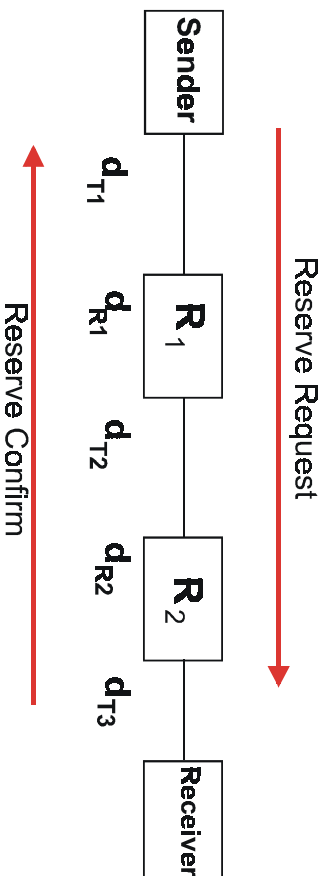 Reserve Request
Sender
R1
R2
Receiver
dT1
dR1
dT2
dR2
dT3
Reserve Confirm